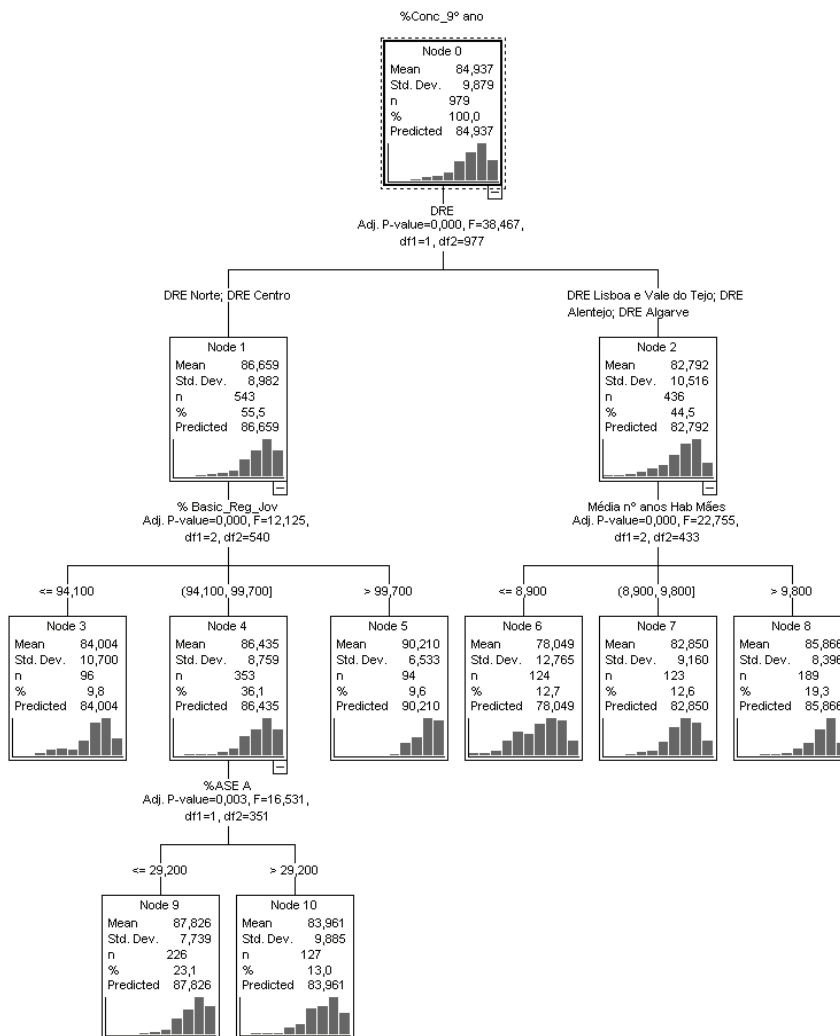 %Conc_9º ano
Node 0
Mean 84,937
Std. Dev. 9,879
n 979
% 100,0
Predicted 84,937
DRE
Adj. P-value=0,000, F=38,467,
df1=1, df2=977
DRE Norte; DRE Centro
DRE Lisboa e Vale do Tejo; DRE
Alentejo; DRE Algarve
Node 1
Mean 86,659
Std. Dev. 8,982
n 543
% 55,5
Predicted 86,659
Node 2
Mean 82,792
Std. Dev. 10,516
n 436
% 44,5
Predicted 82,792
% Basic_Reg_Jov
Adj. P-value=0,000, F=12,125,
df1=2, df2=540
Média nº anos Hab Mães
Adj. P-value=0,000, F=22,755,
df1=2, df2=433
<= 94,100
(94,100, 99,700]
> 99,700
<= 8,900
(8,900, 9,800]
> 9,800
Node 3
Mean 84,004
Std. Dev. 10,700
n 96
% 9,8
Predicted 84,004
Node 4
Mean 86,435
Std. Dev. 8,759
n 353
% 36,1
Predicted 86,435
Node 5
Mean 90,210
Std. Dev. 6,533
n 94
% 9,6
Predicted 90,210
Node 6
Mean 78,049
Std. Dev. 12,765
n 124
% 12,7
Predicted 78,049
Node 7
Mean 82,850
Std. Dev. 9,160
n 123
% 12,6
Predicted 82,850
Node 8
Mean 85,866
Std. Dev. 8,396
n 189
% 19,3
Predicted 85,866
%ASE A
Adj. P-value=0,003, F=16,531,
df1=1, df2=351
<= 29,200
> 29,200
Node 9
Mean 87,826
Std. Dev. 7,739
n 226
% 23,1
Predicted 87,826
Node 10
Mean 83,961
Std. Dev. 9,885
n 127
% 13,0
Predicted 83,961